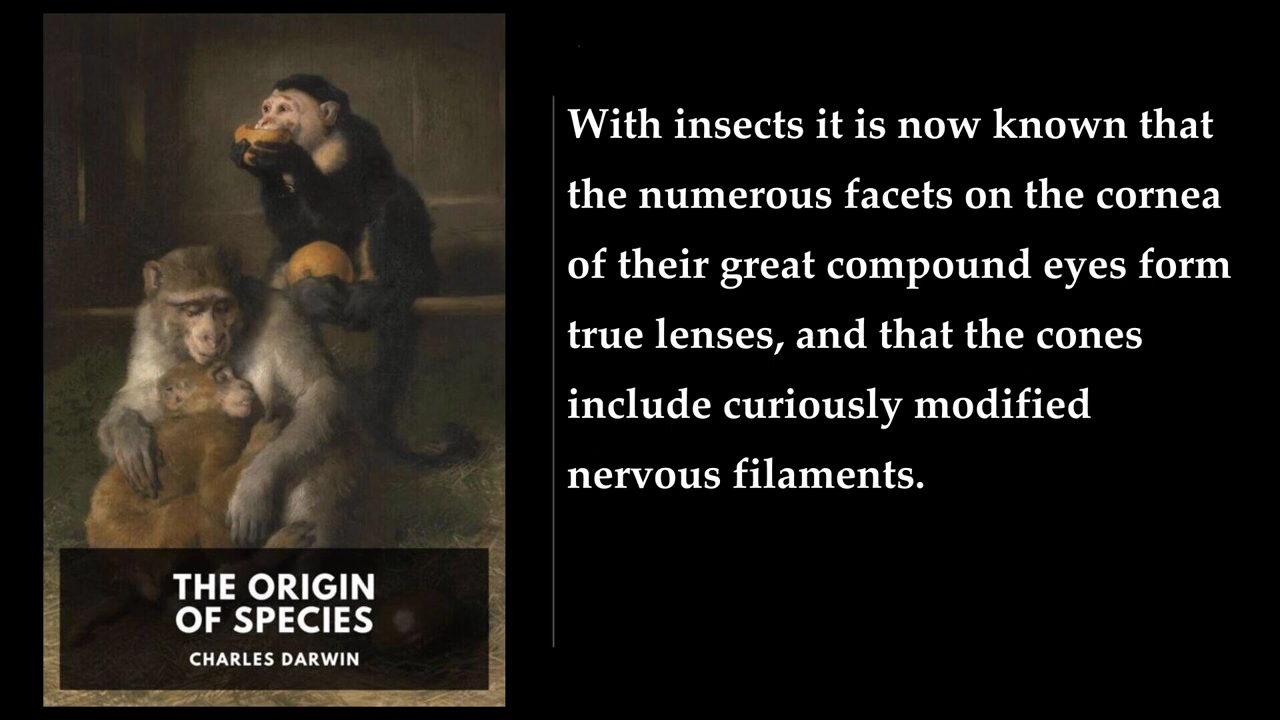 With insects it is now known that
the numerous facets on the cornea
of their great compound eyes form
true lenses, and that the cones
include curiously modified
nervous filaments.
THE ORIGIN
OF SPECIES
CHARLES DARWIN